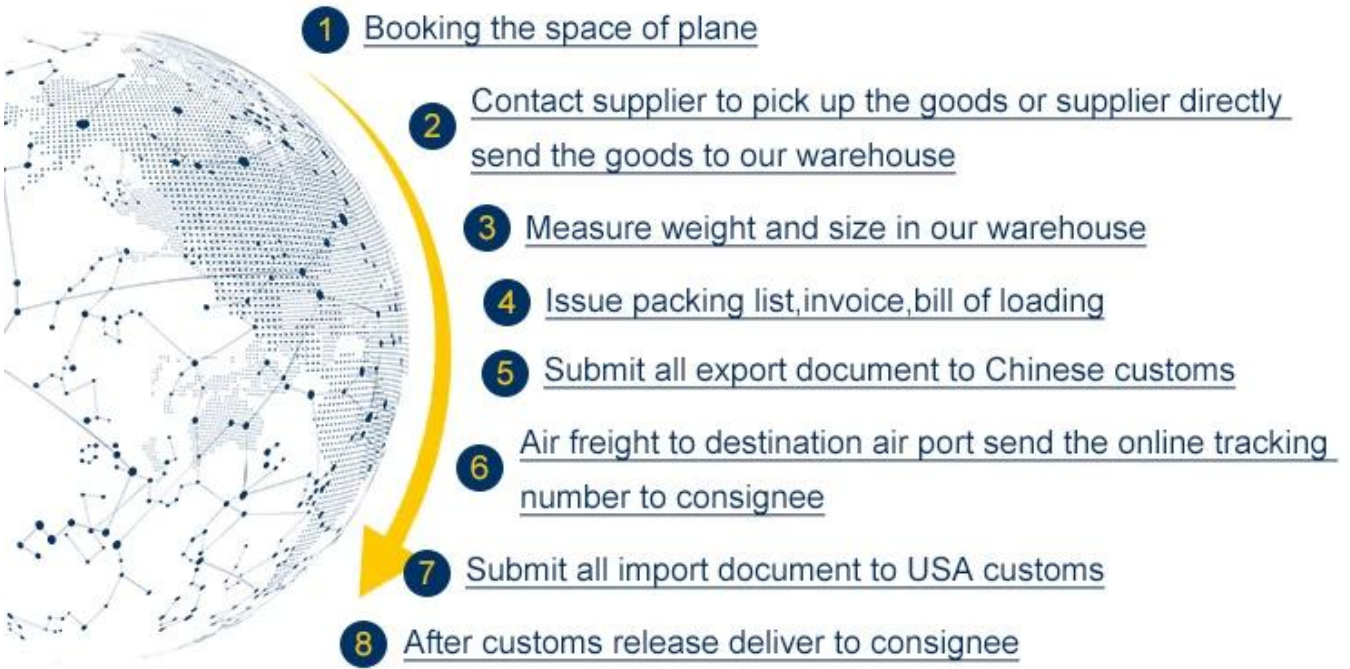 1 Booking the space of plane
2 Contact supplier to pick up the goods or supplier directly
send the goods to our warehouse
3 Measure weight and size in our warehouse
4 Issue packing list,invoice,bill of loading
5 Submit all export document to Chinese customs
6 Air freight to destination air port send the online tracking
number to consignee
7 Submit all import document to USA customs
8 After customs release deliver to consignee